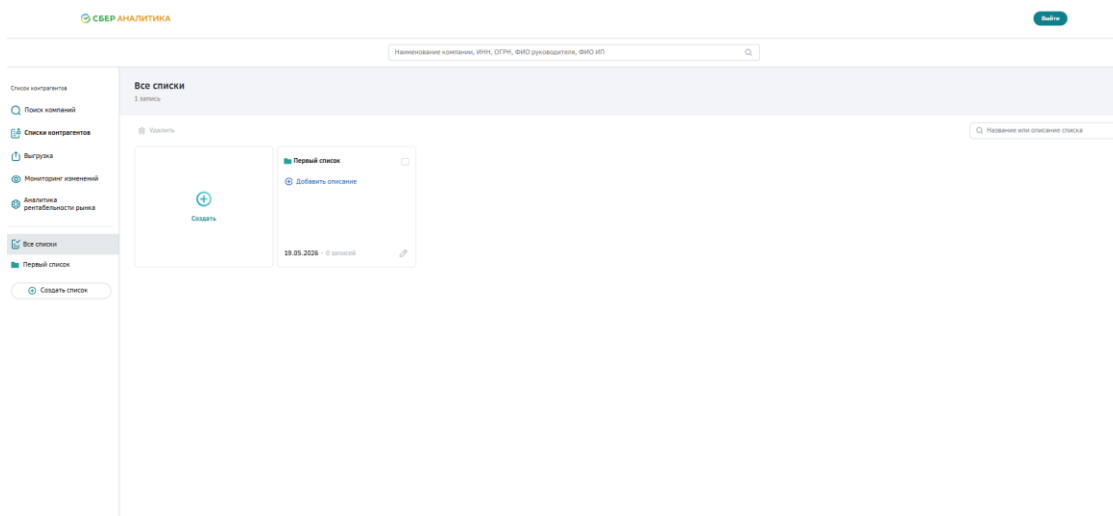 СБЕР АНАЛИТИКА
Войти
Наименование компании, ИНН, ОГРН, ФИО руководителя, ФИО ИП
Список контрагентов
Поиск компаний
Списки контрагентов
Выгрузка
Мониторинг изменений
Аналитика
рентабельности рынка
Все списки
Первый список
Создать список
Все списки
1 запись
Удалить
Название или описание списка
Создать
Первый список
Добавить описание
19.05.2026 · 0 записей